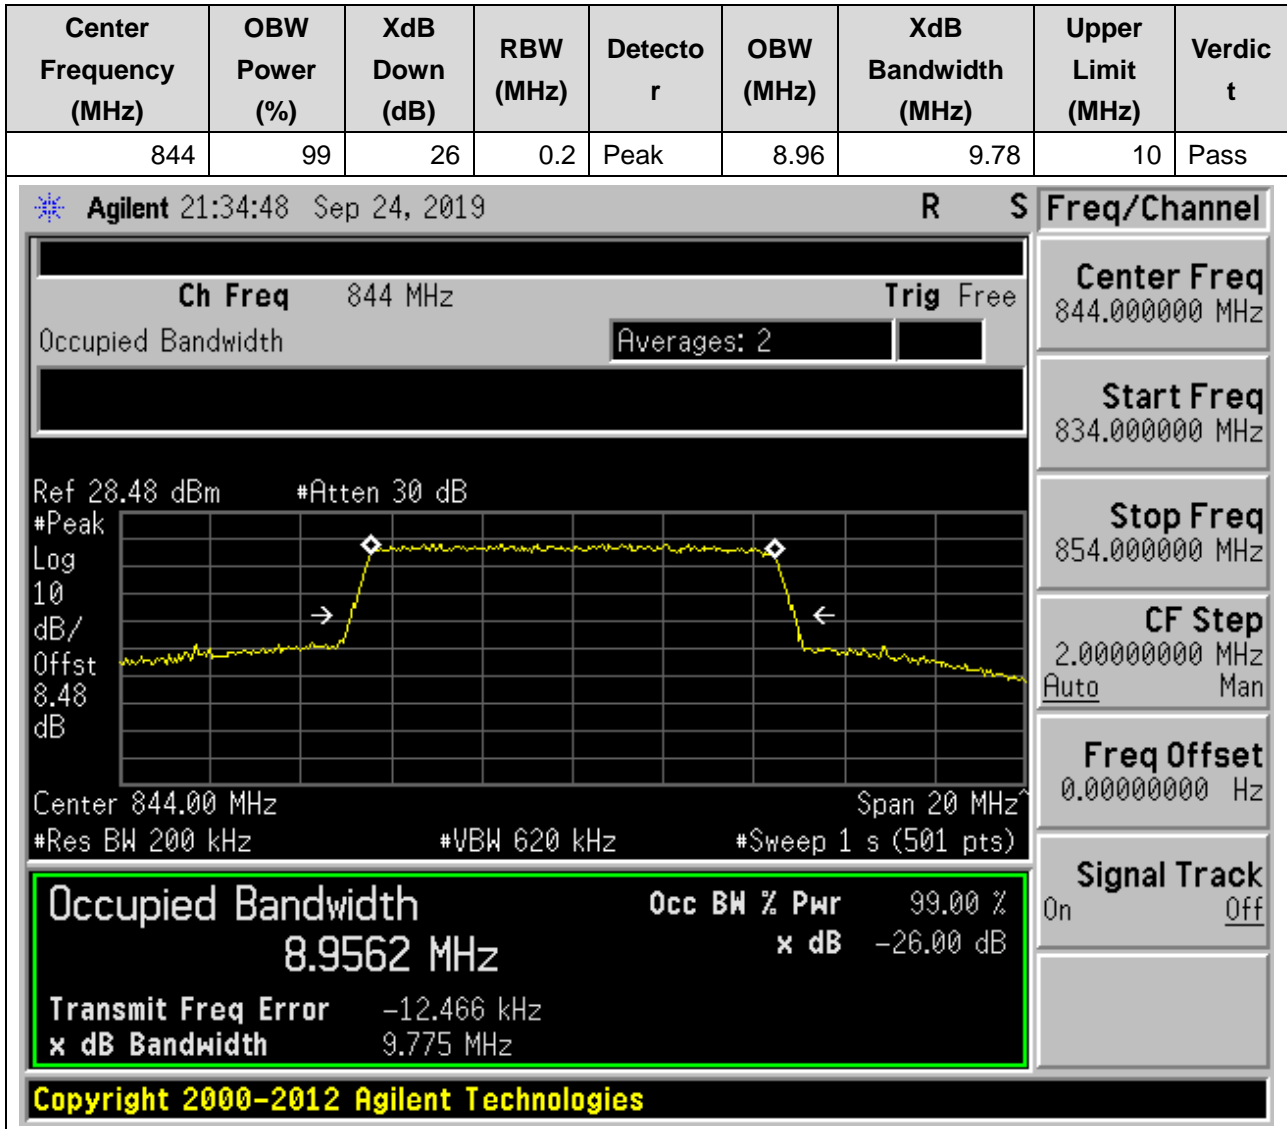 Center Frequency (MHz) OBW Power (%) XdB Down (dB) RBW (MHz) Detecto r OBW (MHz) XdB Bandwidth (MHz) Upper Limit (MHz) Verdic t
844 99 26 0.2 Peak 8.96 9.78 10 Pass
Agilent 21:34:48 Sep 24, 2019 R S Freq/Channel
Ch Freq 844 MHz Trig Free
Occupied Bandwidth Averages: 2
Center Freq
844.000000 MHz
Start Freq
834.000000 MHz
Stop Freq
854.000000 MHz
CF Step
2.00000000 MHz
Auto Man
Freq Offset
0.00000000 Hz
Signal Track
On Off
Ref 28.48 dBm #Atten 30 dB
#Peak
Log
10
dB/
Offst
8.48
dB
Center 844.00 MHz Span 20 MHz^
#Res BW 200 kHz #VBW 620 kHz #Sweep 1 s (501 pts)
Occupied Bandwidth Occ BW % Pwr 99.00 %
8.9562 MHz x dB -26.00 dB
Transmit Freq Error -12.466 kHz
x dB Bandwidth 9.775 MHz
Copyright 2000-2012 Agilent Technologies